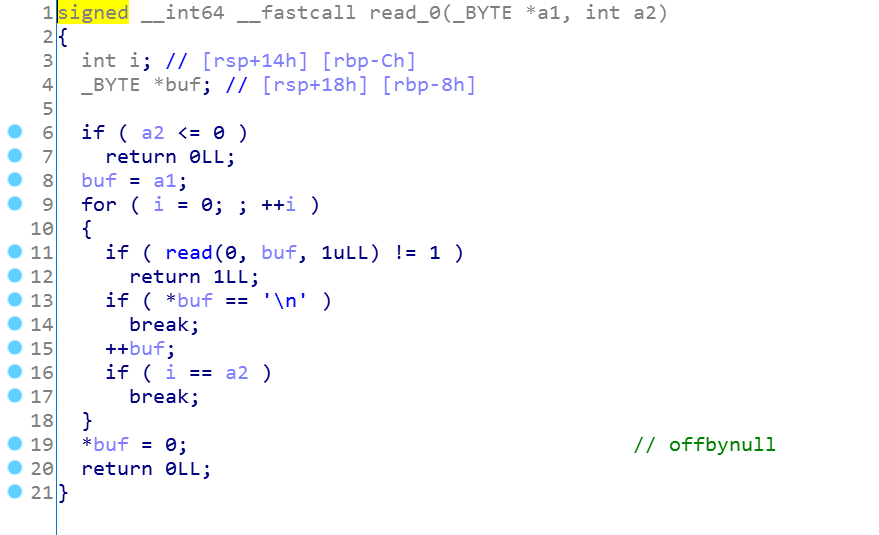 1 signed __int64 __fastcall read_0(_BYTE *a1, int a2)
2 {
3   int i; // [rsp+14h] [rbp-Ch]
4   _BYTE *buf; // [rsp+18h] [rbp-8h]
5
6   if ( a2 <= 0 )
7     return 0LL;
8   buf = a1;
9   for ( i = 0; ; ++i )
10   {
11     if ( read(0, buf, 1uLL) != 1 )
12       return 1LL;
13     if ( *buf == '\n' )
14       break;
15     ++buf;
16     if ( i == a2 )
17       break;
18   }
19   *buf = 0; // offbynull
20   return 0LL;
21 }